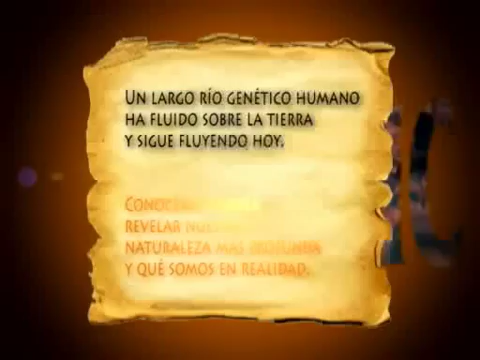 UN LARGO RÍO GENÉTICO HUMANO
HA FLUIDO SOBRE LA TIERRA
Y SIGUE FLUYENDO HOY.
REVELAR
NATURALEZA MÁS PROFUNDA
Y QUÉ SOMOS EN REALIDAD.